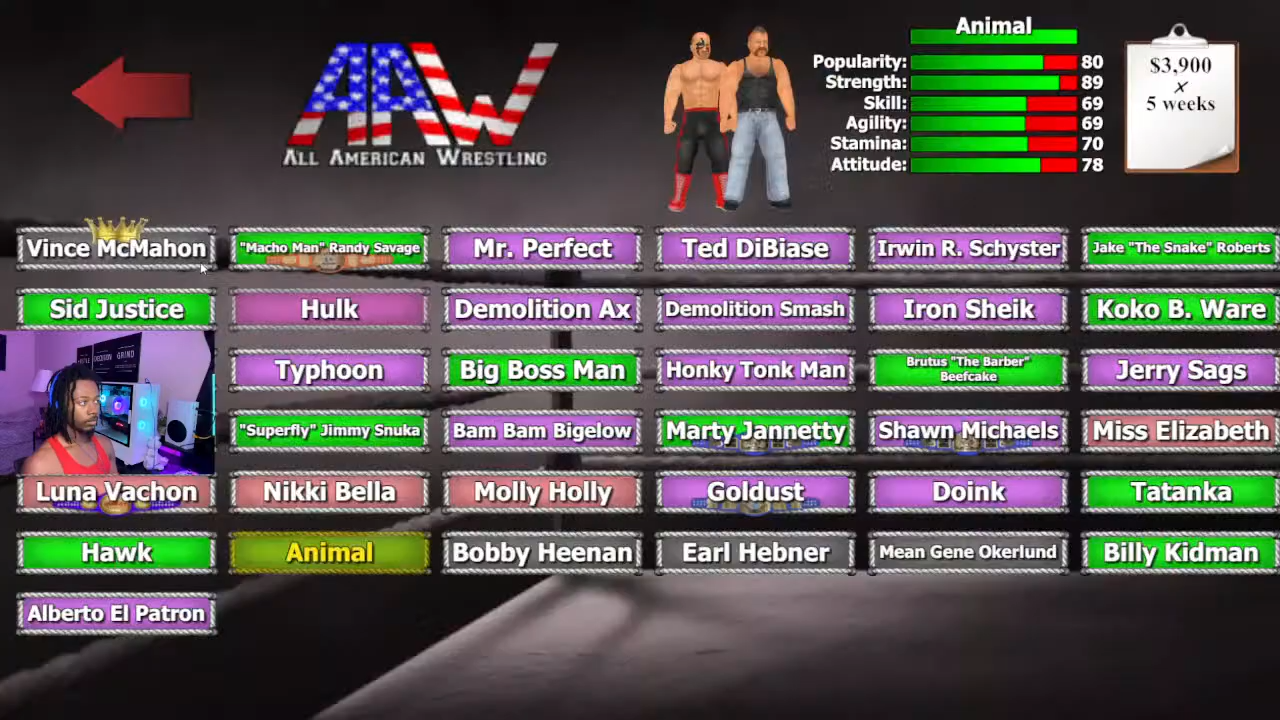 AAW
ALL AMERICAN WRESTLING
Animal
Popularity: 80
Strength: 89
Skill: 69
Agility: 69
Stamina: 70
Attitude: 78
$3,900
x
5 weeks
Vince McMahon
"Macho Man" Randy Savage
Mr. Perfect
Ted DiBiase
Irwin R. Schyster
Jake "The Snake" Roberts
Sid Justice
Hulk
Demolition Ax
Demolition Smash
Iron Sheik
Koko B. Ware
Typhoon
Big Boss Man
Honky Tonk Man
Brutus "The Barber"
Beefcake
Jerry Sags
"Superfly" Jimmy Snuka
Bam Bam Bigelow
Marty Jannetty
Shawn Michaels
Miss Elizabeth
Luna Vachon
Nikki Bella
Molly Holly
Goldust
Doink
Tatanka
Hawk
Animal
Bobby Heenan
Earl Hebner
Mean Gene Okerlund
Billy Kidman
Alberto El Patron